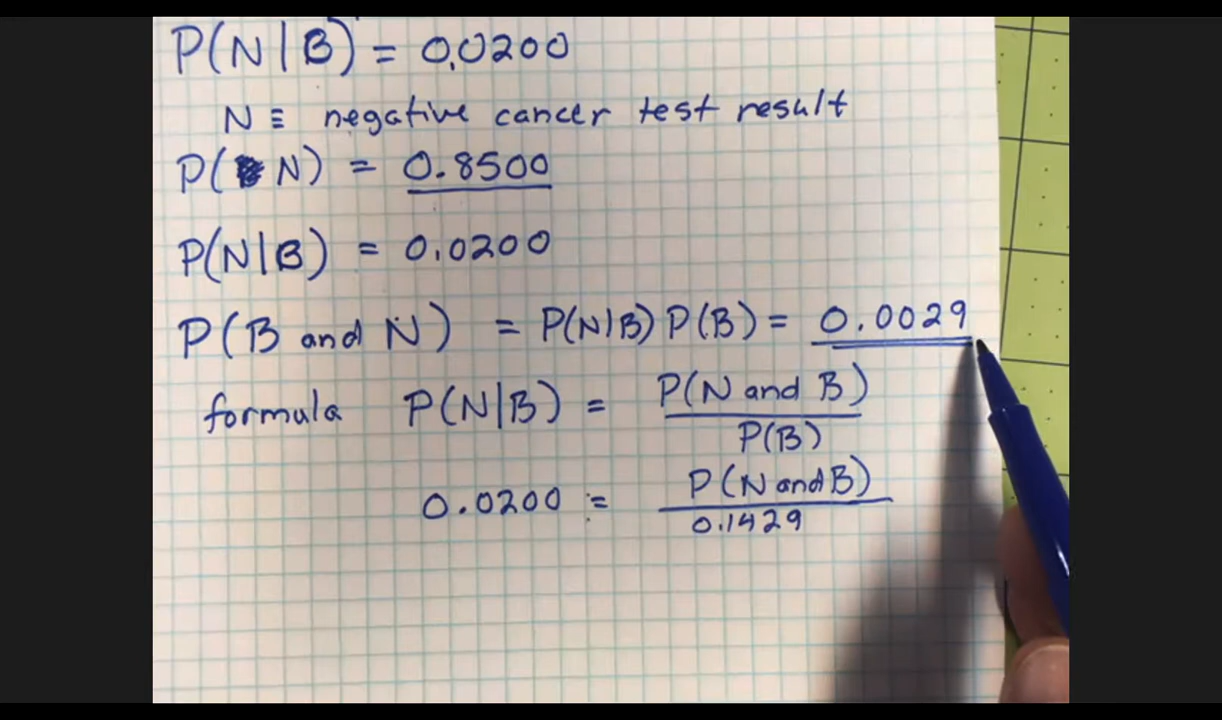 P(N|B) = 0.0200
N ≡ negative cancer test result
P( N) = 0.8500
P(N|B) = 0.0200
P(B and N) = P(N|B) P(B) = 0.0029
formula P(N|B) = P(N and B)
P(B)
0.0200 = P(N and B)
0.1429